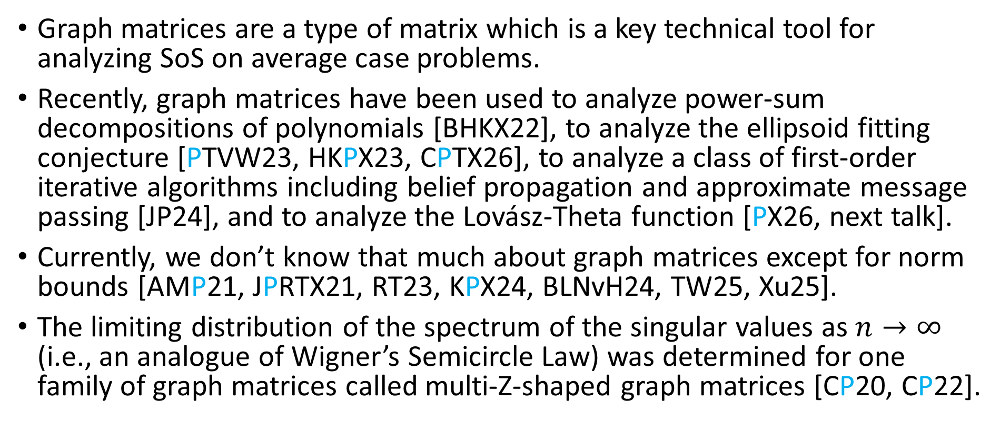 • Graph matrices are a type of matrix which is a key technical tool for
analyzing SoS on average case problems.
• Recently, graph matrices have been used to analyze power-sum
decompositions of polynomials [BHKX22], to analyze the ellipsoid fitting
conjecture [PTVW23, HKPX23, CPTX26], to analyze a class of first-order
iterative algorithms including belief propagation and approximate message
passing [JP24], and to analyze the Lovász-Theta function [PX26, next talk].
• Currently, we don’t know that much about graph matrices except for norm
bounds [AMP21, JPRTX21, RT23, KPX24, BLNvH24, TW25, Xu25].
• The limiting distribution of the spectrum of the singular values as 𝑛 → ∞
(i.e., an analogue of Wigner’s Semicircle Law) was determined for one
family of graph matrices called multi-Z-shaped graph matrices [CP20, CP22].